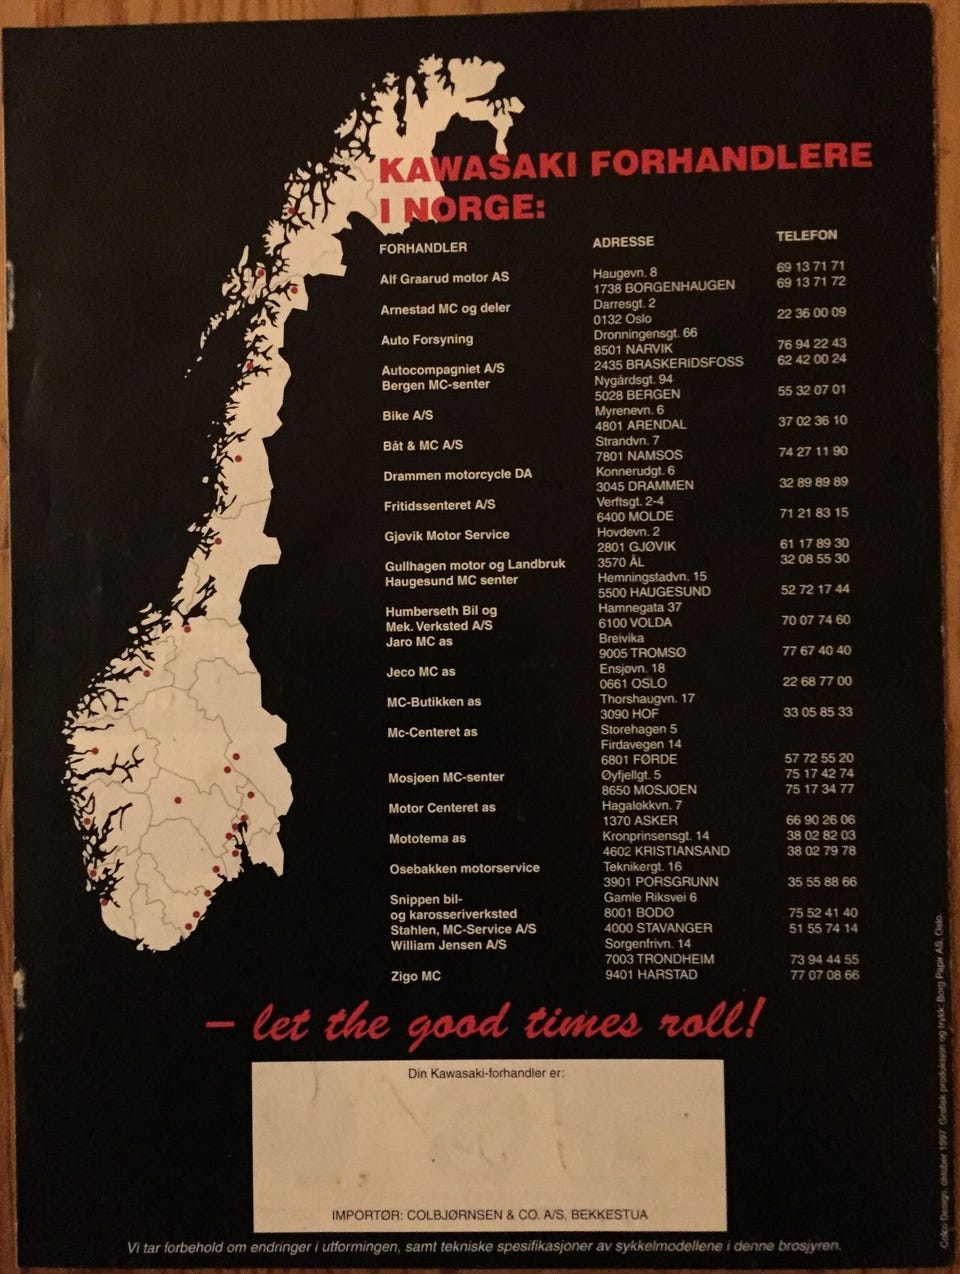 KAWASAKI FORHANDLERE
I NORGE:
FORHANDLER ADRESSE TELEFON
Alf Graarud motor AS Haugevn. 8 69 13 71 71
1738 BORGENHAUGEN 69 13 71 72
Arnestad MC og deler Darresgt. 2
0132 Oslo 22 36 00 09
Auto Forsyning Dronningensgt. 66
8501 NARVIK 76 94 22 43
Autocompagniet A/S 2435 BRASKERIDSFOSS 62 42 00 24
Bergen MC-senter Nygårdsgt. 94
5028 BERGEN 55 32 07 01
Bike A/S Myrenevn. 6
4801 ARENDAL 37 02 36 10
Båt & MC A/S Strandvn. 7
7801 NAMSOS 74 27 11 90
Drammen motorcycle DA Konnerudgt. 6
3045 DRAMMEN 32 89 89 89
Fritidssenteret A/S Verftsgt. 2-4
6400 MOLDE 71 21 83 15
Gjøvik Motor Service Hovdevn. 2
2801 GJØVIK 61 17 89 30
Gullhagen motor og Landbruk 3570 ÅL 32 08 55 30
Haugesund MC senter Hemningstadvn. 15
5500 HAUGESUND 52 72 17 44
Humberseth Bil og Hamnegata 37
Mek. Verksted A/S 6100 VOLDA 70 07 74 60
Jaro MC as Breivika
9005 TROMSØ 77 67 40 40
Jeco MC as Ensjøvn. 18
0661 OSLO 22 68 77 00
MC-Butikken as Thorshaugvn. 17
3090 HOF 33 05 85 33
Mc-Centeret as Storehagen 5
Firdavegen 14
6801 FØRDE 57 72 55 20
Mosjøen MC-senter Øyfjellgt. 5 75 17 42 74
8650 MOSJØEN 75 17 34 77
Motor Centeret as Hagaløkkvn. 7
1370 ASKER 66 90 26 06
Mototema as Kronprinsensgt. 14 38 02 82 03
4602 KRISTIANSAND 38 02 79 78
Osebakken motorservice Teknikergt. 16
3901 PORSGRUNN 35 55 88 66
Snippen bil- Gamle Riksvei 6
og karosseriverksted 8001 BODØ 75 52 41 40
Stahlen, MC-Service A/S 4000 STAVANGER 51 55 74 14
William Jensen A/S Sorgenfrivn. 14
7003 TRONDHEIM 73 94 44 55
Zigo MC 9401 HARSTAD 77 07 08 66
– let the good times roll!
Din Kawasaki-forhandler er:
IMPORTØR: COLBJØRNSEN & CO. A/S, BEKKESTUA
Vi tar forbehold om endringer i utformingen, samt tekniske spesifikasjoner av sykkelmodellene i denne brosjyren.
Design, oktober 1997. Grafisk produksjon og trykk: Borg Papir AS, Oslo.